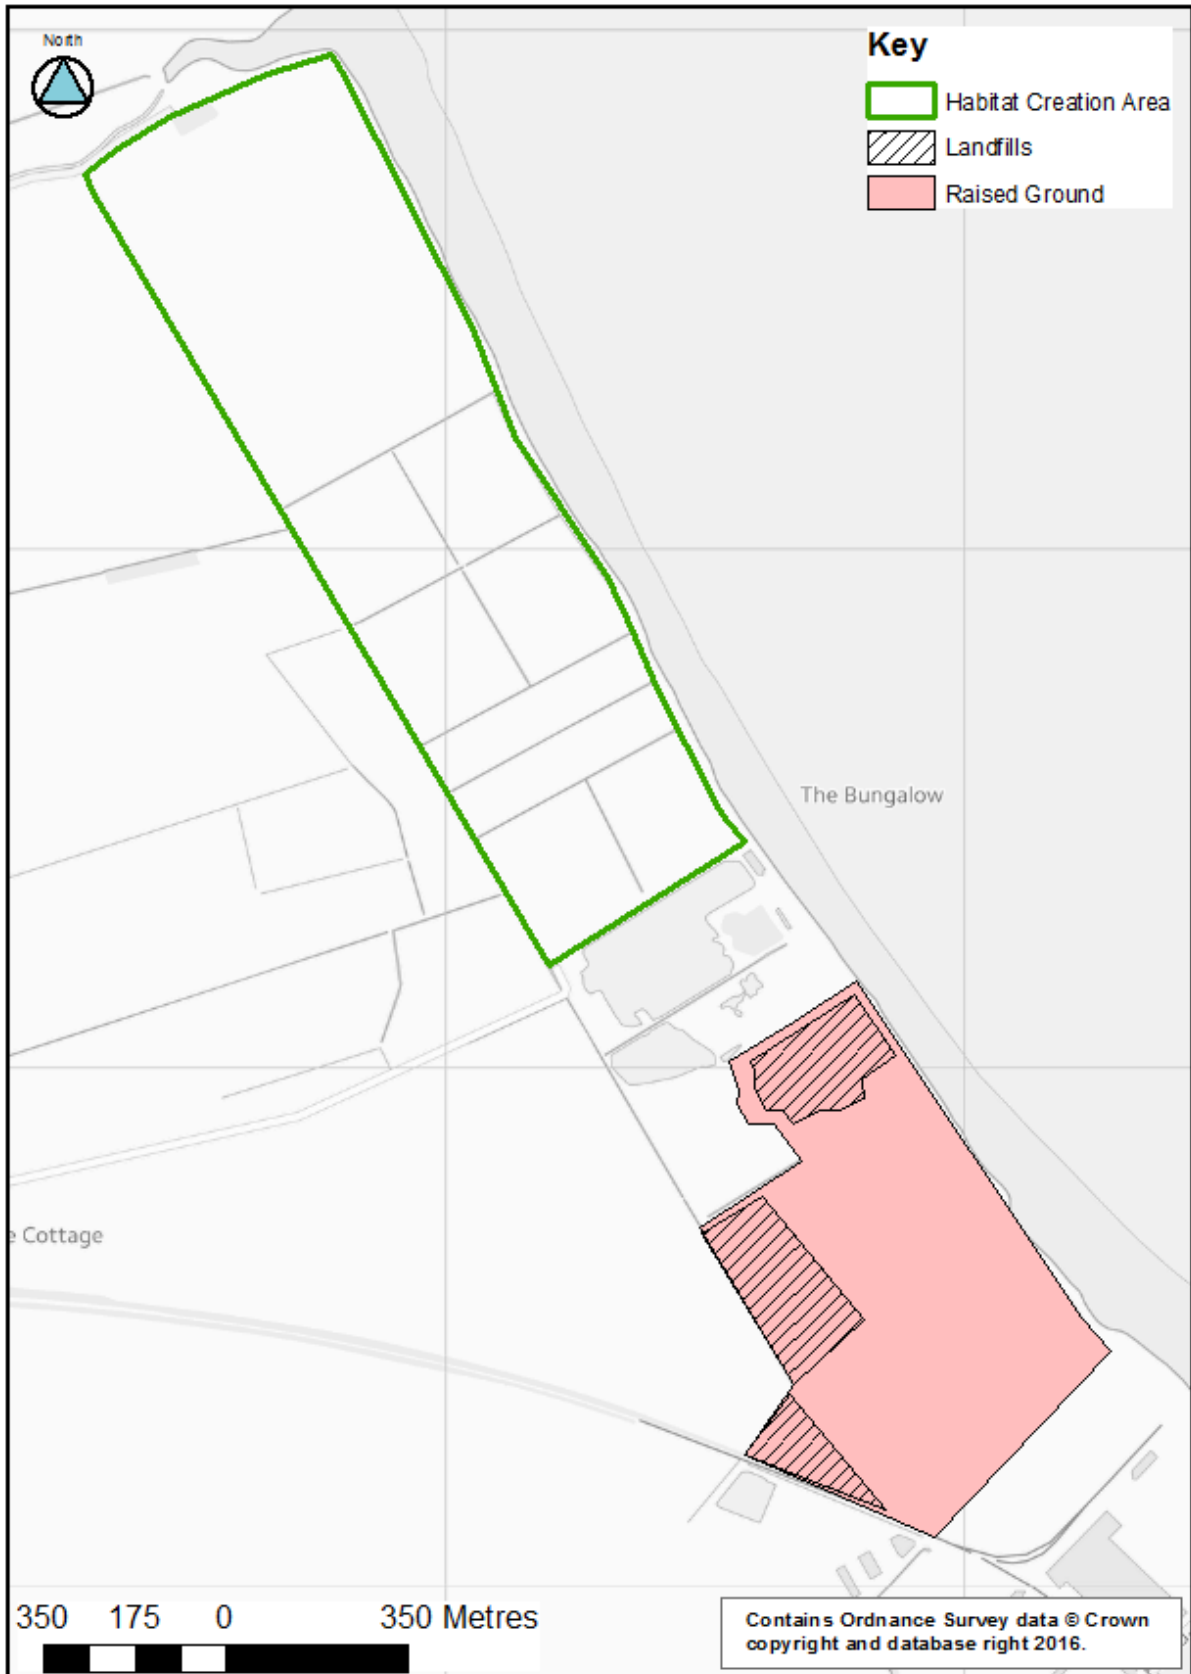 North
Key
Habitat Creation Area
Landfills
Raised Ground
The Bungalow
e Cottage
350 175 0 350 Metres
Contains Ordnance Survey data © Crown
copyright and database right 2016.